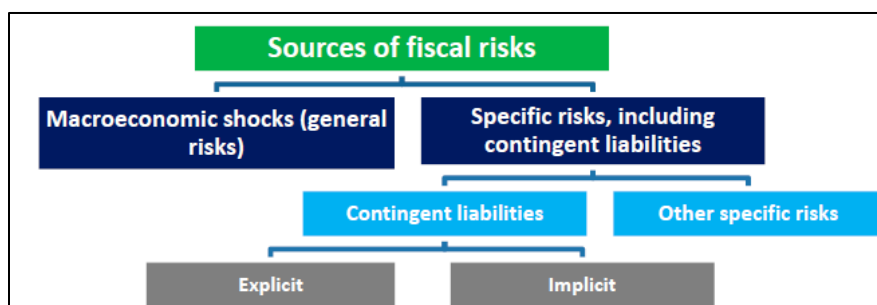 Sources of fiscal risks
Macroeconomic shocks (general
risks)
Specific risks, including
contingent liabilities
Contingent liabilities
Other specific risks
Explicit
Implicit